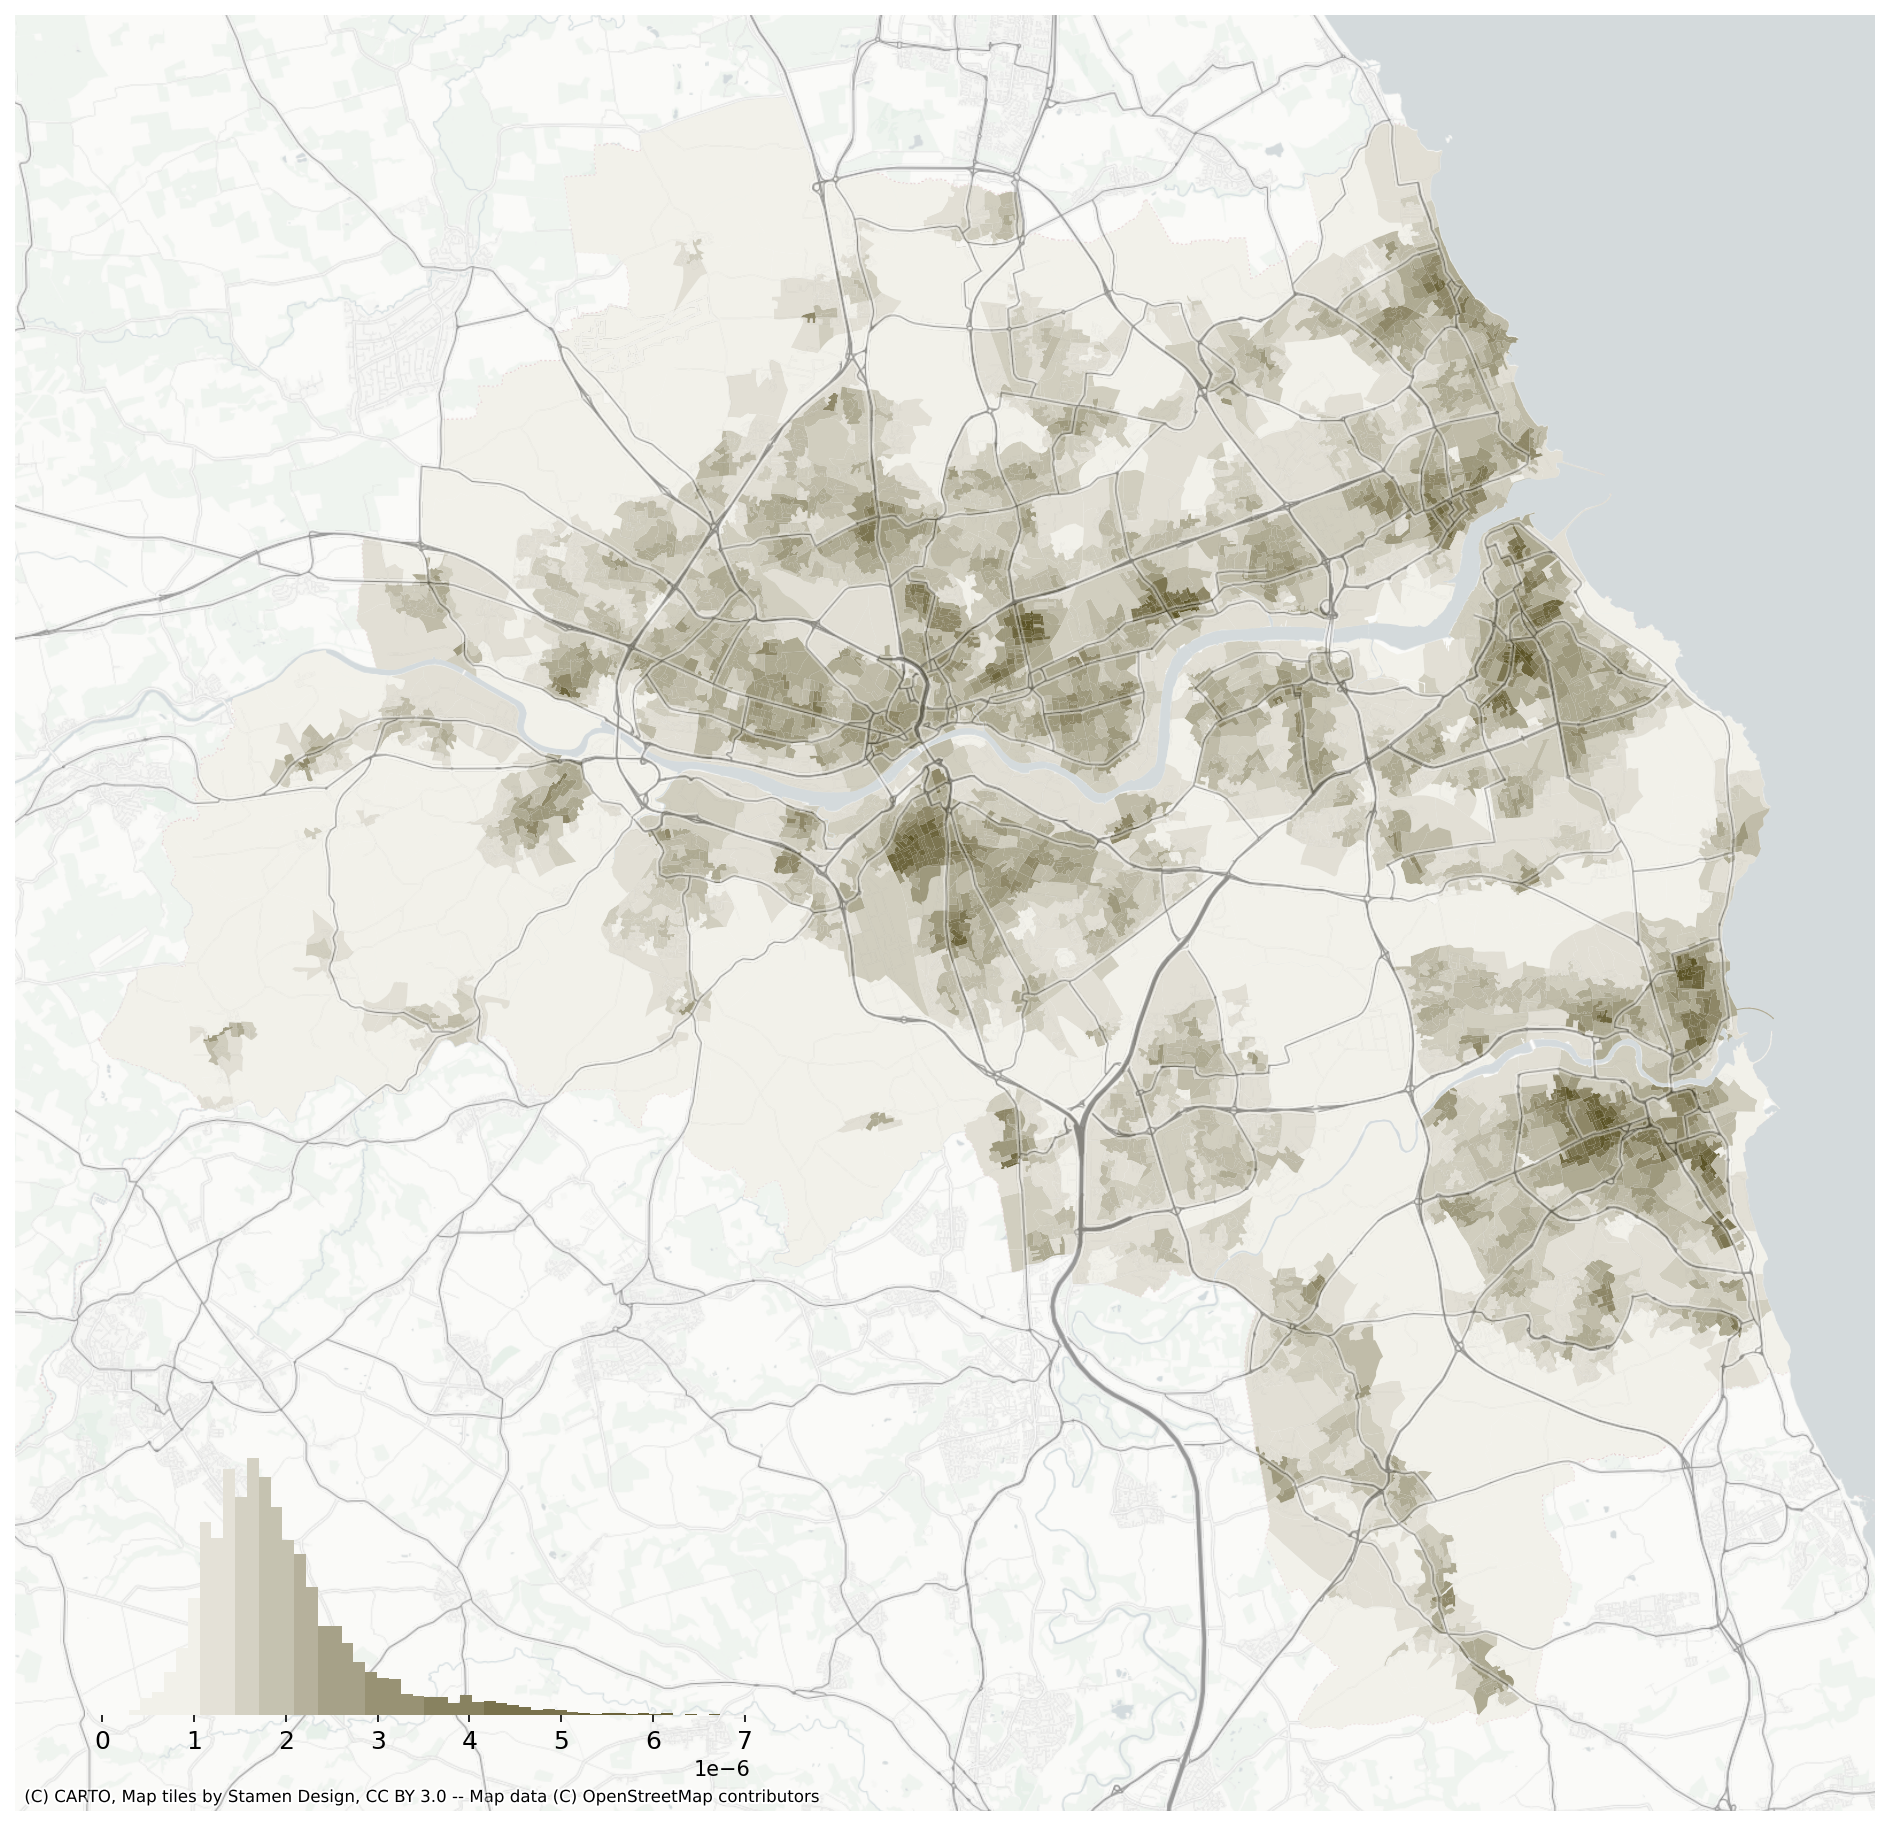 0 1 2 3 4 5 6 7
1e−6
(C) CARTO, Map tiles by Stamen Design, CC BY 3.0 -- Map data (C) OpenStreetMap contributors